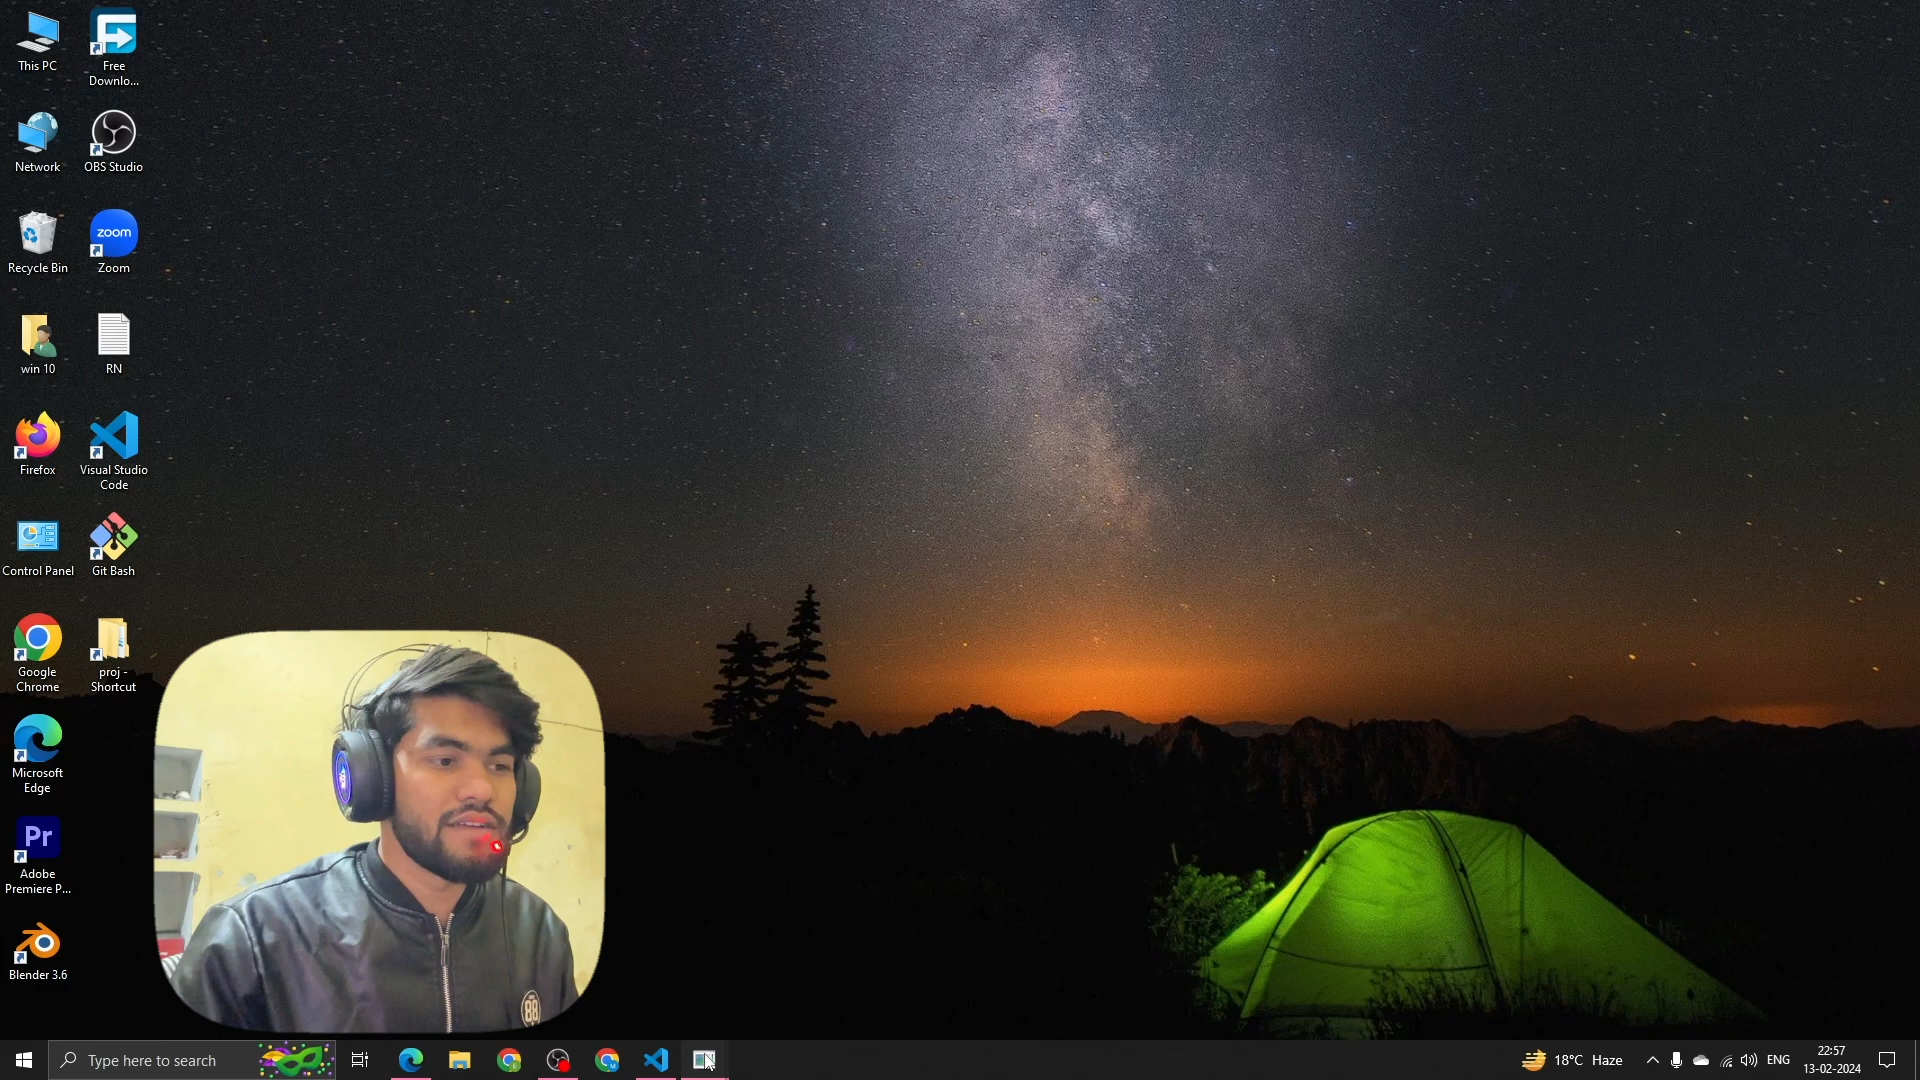 This PC
Free
Downlo...
Network
OBS Studio
zoom
Recycle Bin
Zoom
win 10
RN
Firefox
Visual Studio
Code
Control Panel
Git Bash
Google
Chrome
proj -
Shortcut
Microsoft
Edge
Pr
Adobe
Premiere P...
Blender 3.6
88
Type here to search
18°C Haze
ENG
22:57
13-02-2024